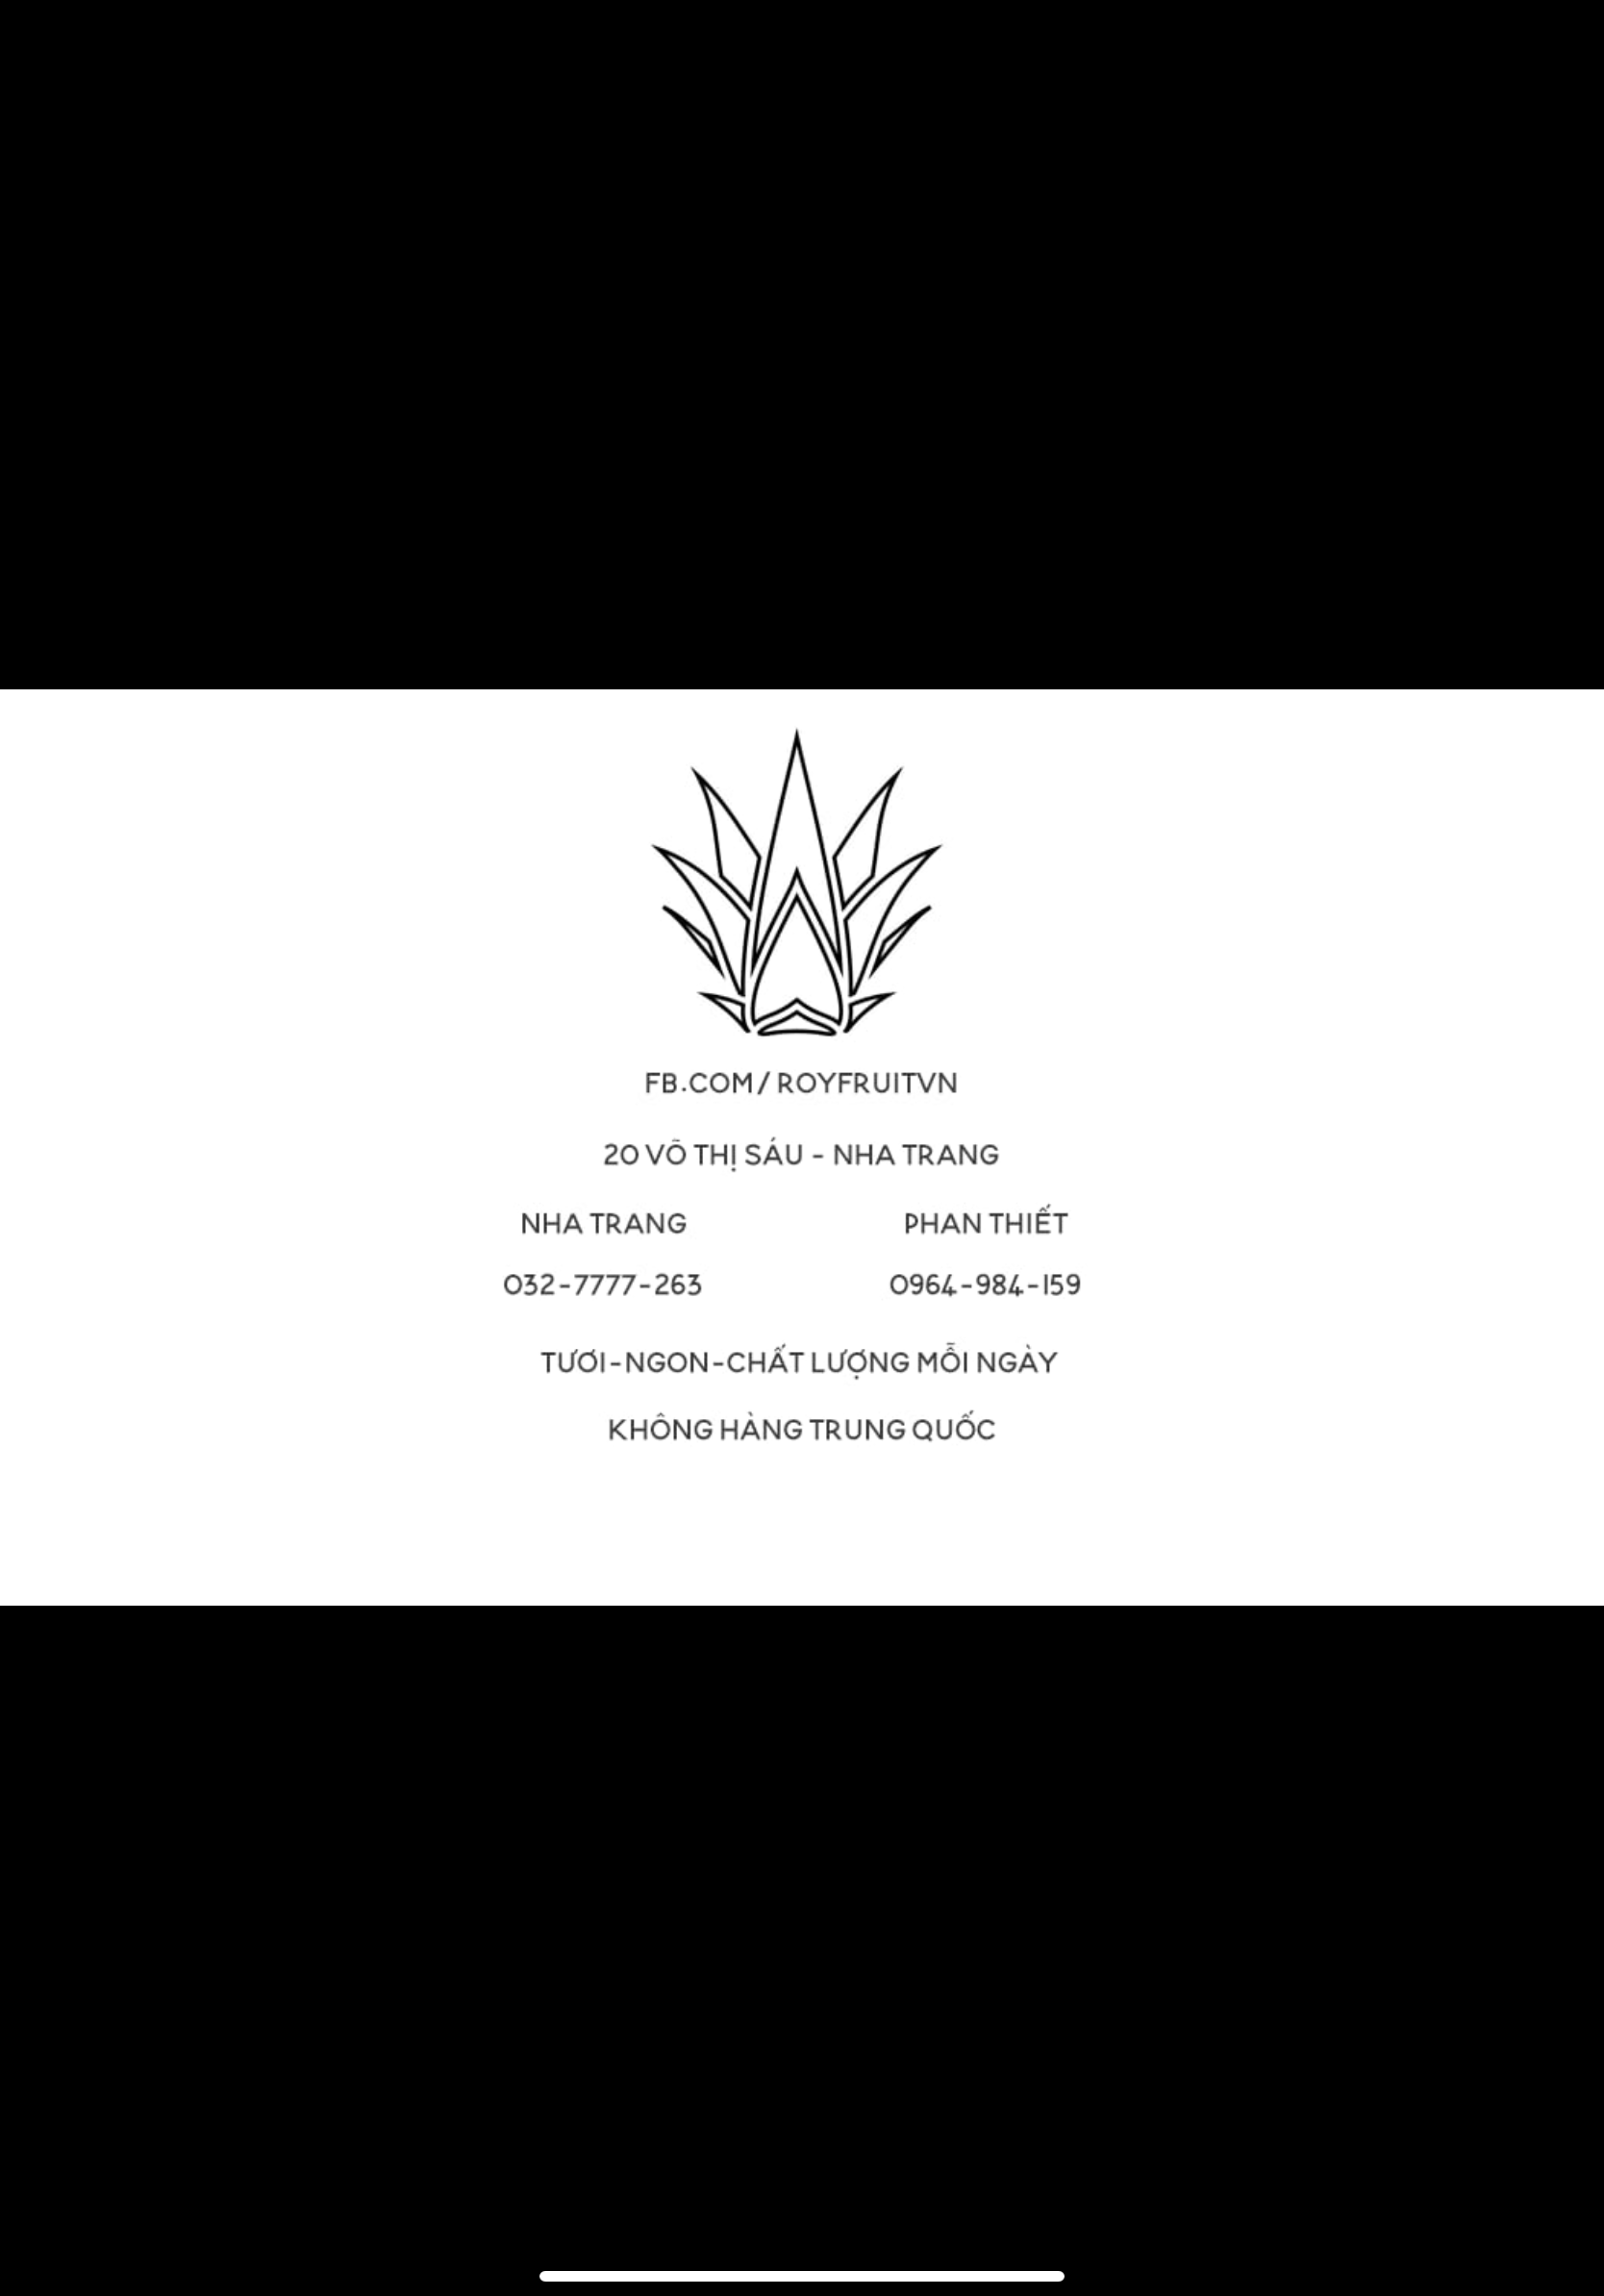 FB.COM/ ROYFRUITVN
20 VÕ THỊ SÁU - NHA TRANG
NHA TRANG PHAN THIẾT
032-7777-263 0964-984-159
TƯƠI-NGON-CHẤT LƯỢNG MỖI NGÀY
KHÔNG HÀNG TRUNG QUỐC